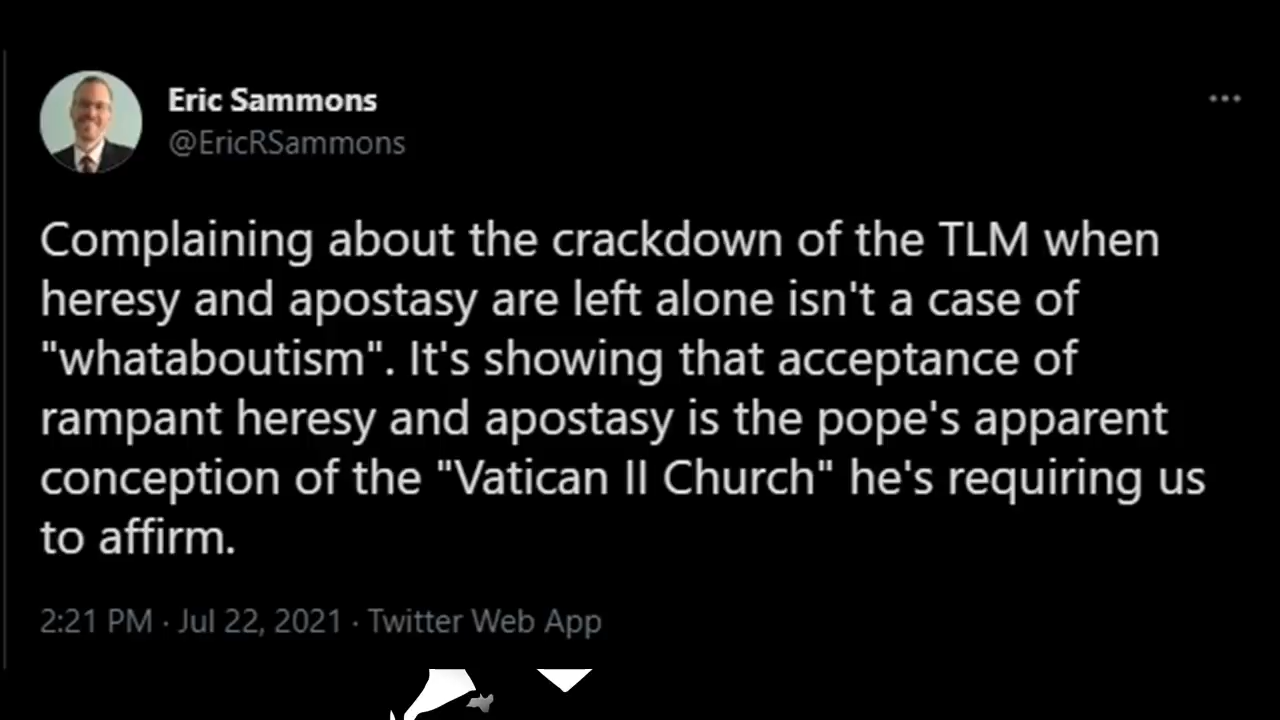 Eric Sammons
@EricRSammons
Complaining about the crackdown of the TLM when
heresy and apostasy are left alone isn't a case of
"whataboutism". It's showing that acceptance of
rampant heresy and apostasy is the pope's apparent
conception of the "Vatican II Church" he's requiring us
to affirm.
2:21 PM · Jul 22, 2021 · Twitter Web App